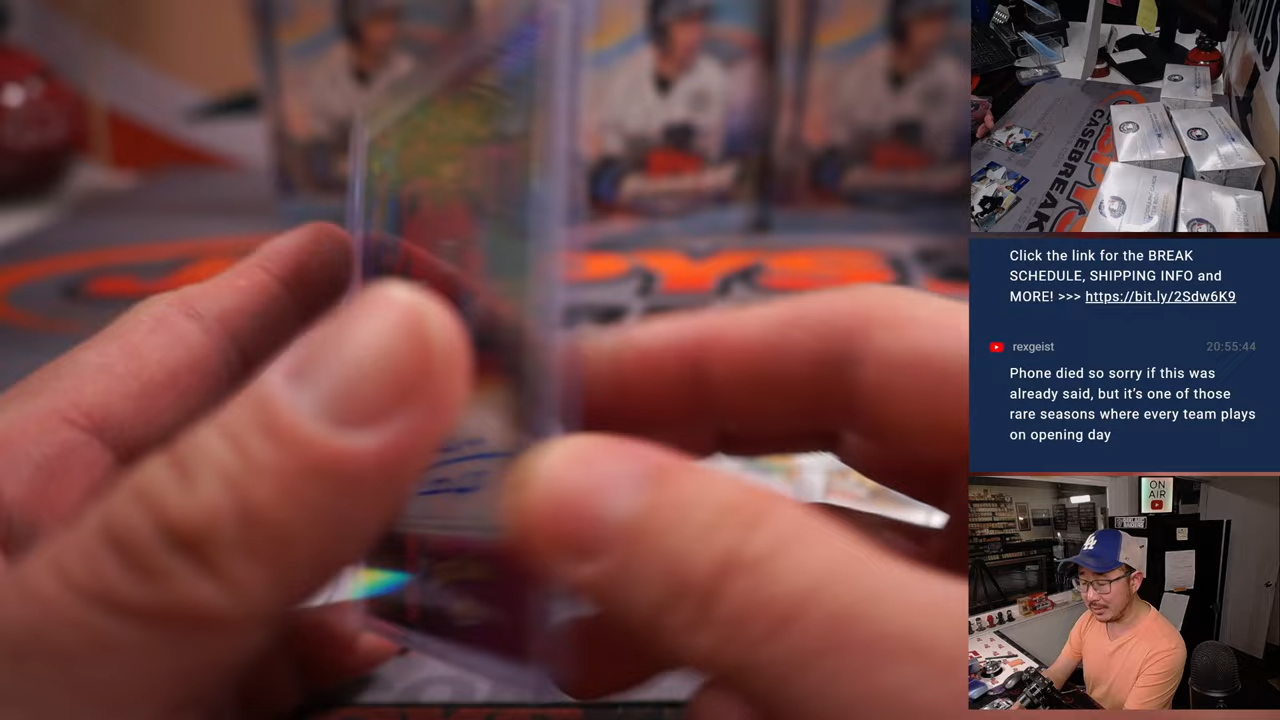 Click the link for the BREAK
SCHEDULE, SHIPPING INFO and
MORE! >>> https://bit.ly/2Sdw6K9
rexgeist 20:55:44
Phone died so sorry if this was
already said, but it's one of those
rare seasons where every team plays
on opening day
CASEBREAK
ON
AIR
LA